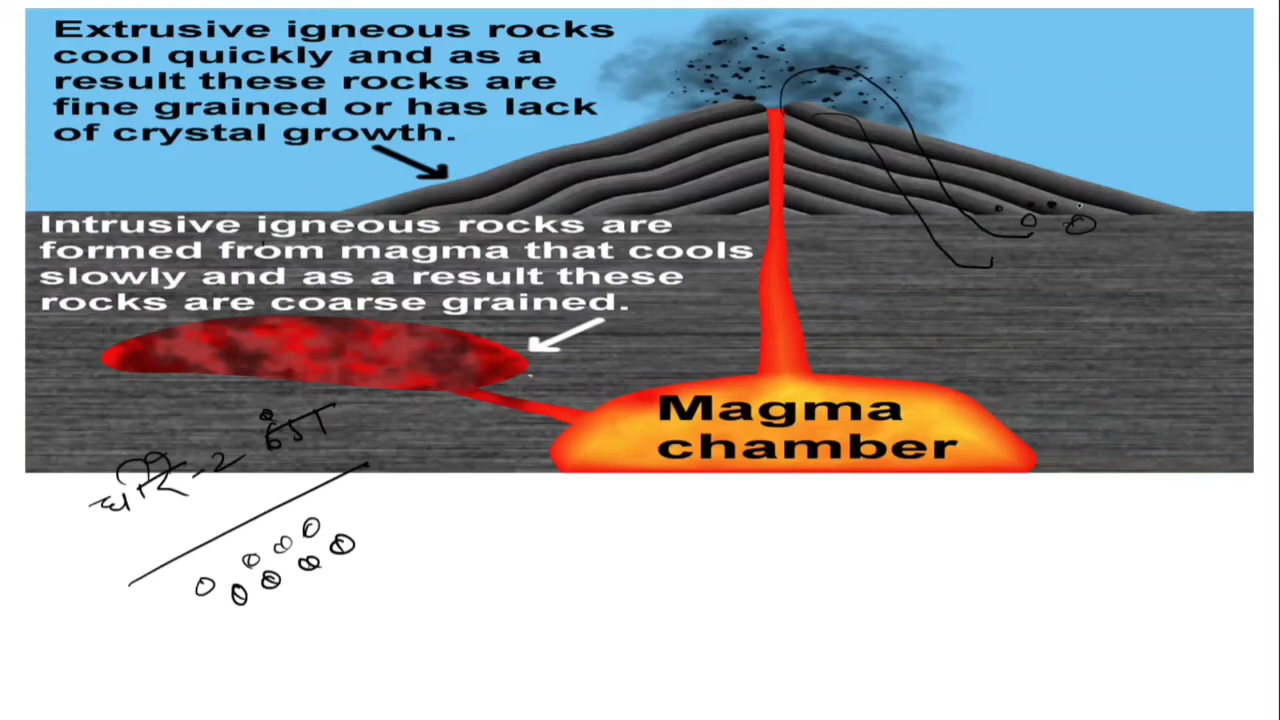 Extrusive igneous rocks
cool quickly and as a
result these rocks are
fine grained or has lack
of crystal growth.
Intrusive igneous rocks are
formed from magma that cools
slowly and as a result these
rocks are coarse grained.
Magma
chamber